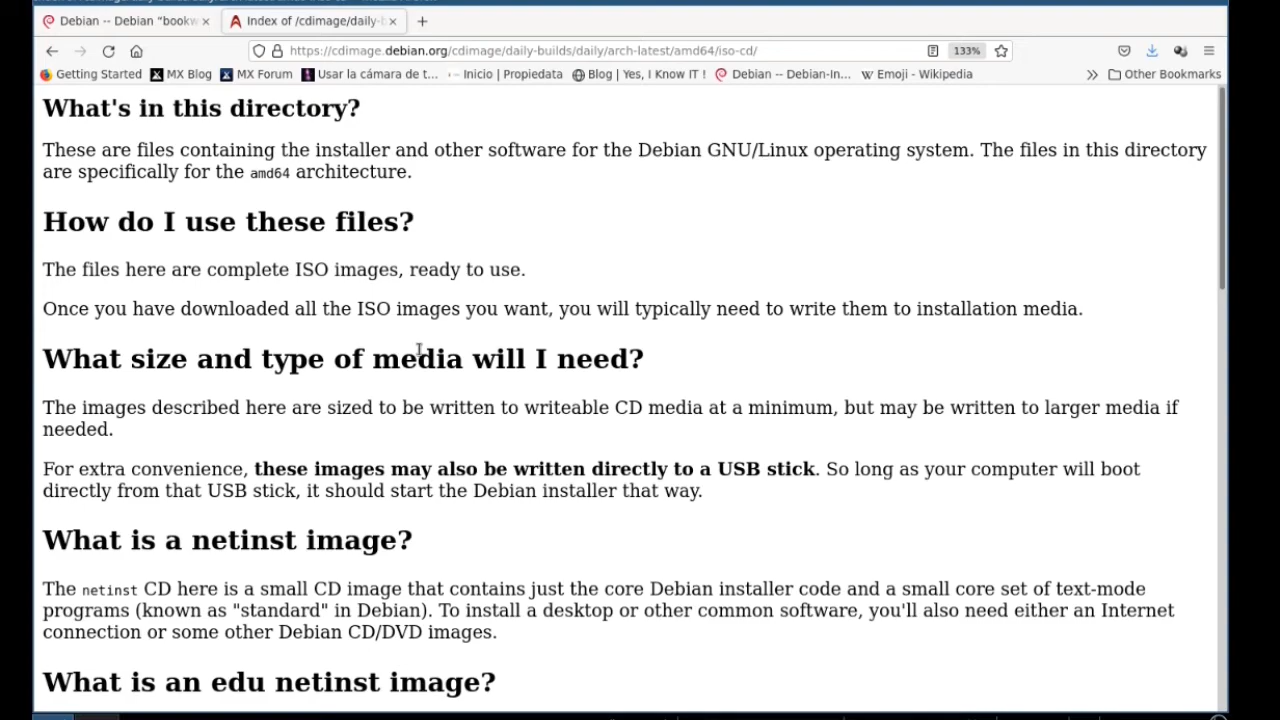 Debian -- Debian "bookw
Index of /cdimage/daily-b
https://cdimage.debian.org/cdimage/daily-builds/daily/arch-latest/amd64/iso-cd/
133%
Getting Started
MX Blog
MX Forum
Usar la cámara de t...
Inicio | Propiedata
Blog | Yes, I Know IT !
Debian -- Debian-In...
W Emoji - Wikipedia
Other Bookmarks
What's in this directory?
These are files containing the installer and other software for the Debian GNU/Linux operating system. The files in this directory
are specifically for the amd64 architecture.
How do I use these files?
The files here are complete ISO images, ready to use.
Once you have downloaded all the ISO images you want, you will typically need to write them to installation media.
What size and type of media will I need?
The images described here are sized to be written to writeable CD media at a minimum, but may be written to larger media if
needed.
For extra convenience, these images may also be written directly to a USB stick. So long as your computer will boot
directly from that USB stick, it should start the Debian installer that way.
What is a netinst image?
The netinst CD here is a small CD image that contains just the core Debian installer code and a small core set of text-mode
programs (known as "standard" in Debian). To install a desktop or other common software, you'll also need either an Internet
connection or some other Debian CD/DVD images.
What is an edu netinst image?